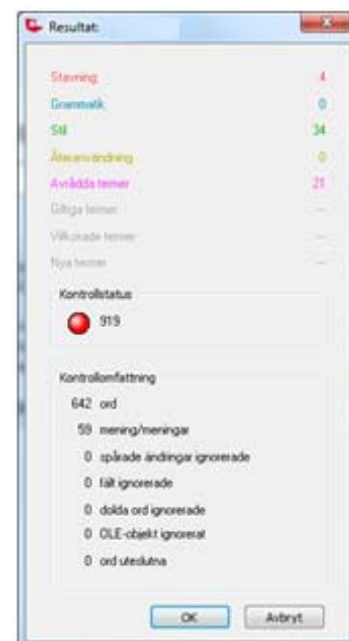 Resultat:
Stavning 4
Grammatik 0
Stil 34
Återanvändning 0
Avrådda termer 21
Giltiga termer --
Villkorade termer --
Nya termer --
Kontrollstatus
919
Kontrollomfattning
642 ord
59 mening/meningar
0 spårade ändringar ignorerade
0 fält ignorerade
0 dolda ord ignorerade
0 OLE-objekt ignorerat
0 ord uteslutna
OK Avbryt